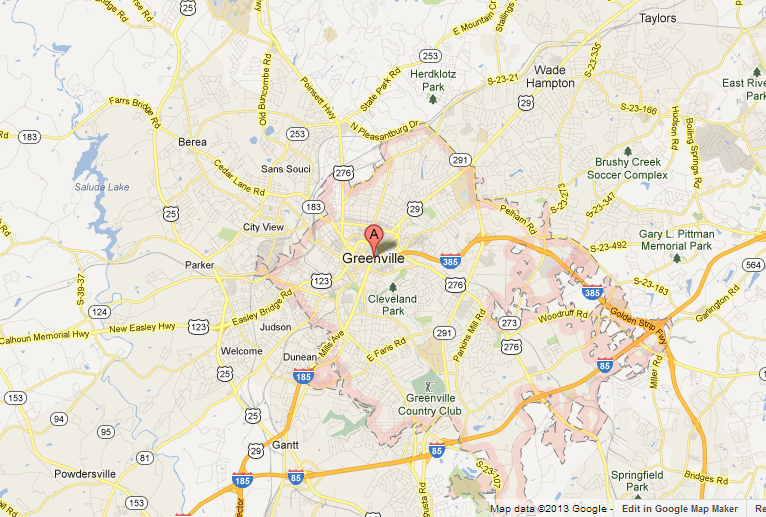 25
Taylors
E Mountain C
Stallings Rd
Poinsett Hwy
Old Buncombe Rd
State Park Rd
253
Herdklotz
Park
S-23-21
Wade
Hampton
S-23-335
29
East River
Park
Farrs Bridge Rd
183
Berea
253
N Pleasantburg Dr
S-23-166
Hudson Rd
Boiling Springs Rd
Brushy Creek
Soccer Complex
Sans Souci
276
291
Cedar Lane Rd
Saluda Lake
25
183
29
S-23-273
S-23-347
Pelham Rd
City View
A
Greenville
385
S-23-492
Gary L. Pittman
Memorial Park
564
Parker
S-39-37
123
276
Cleveland
Park
385
S-23-183
Garlington Rd
124
Easley Bridge Rd
Calhoun Memorial Hwy
New Easley Hwy
123
Judson
Mills Ave
291
Parkins Mill Rd
273
Woodruff Rd
Golden Strip Fwy
Welcome
Dunean
E Faris Rd
276
25
185
85
Miller Rd
153
Greenville
Country Club
94
95
25
29
Gantt
85
153
81
Powdersville
185
85
S-23-107
Springfield
Park
Bridges Rd
Map data ©2013 Google -
Edit in Google Map Maker